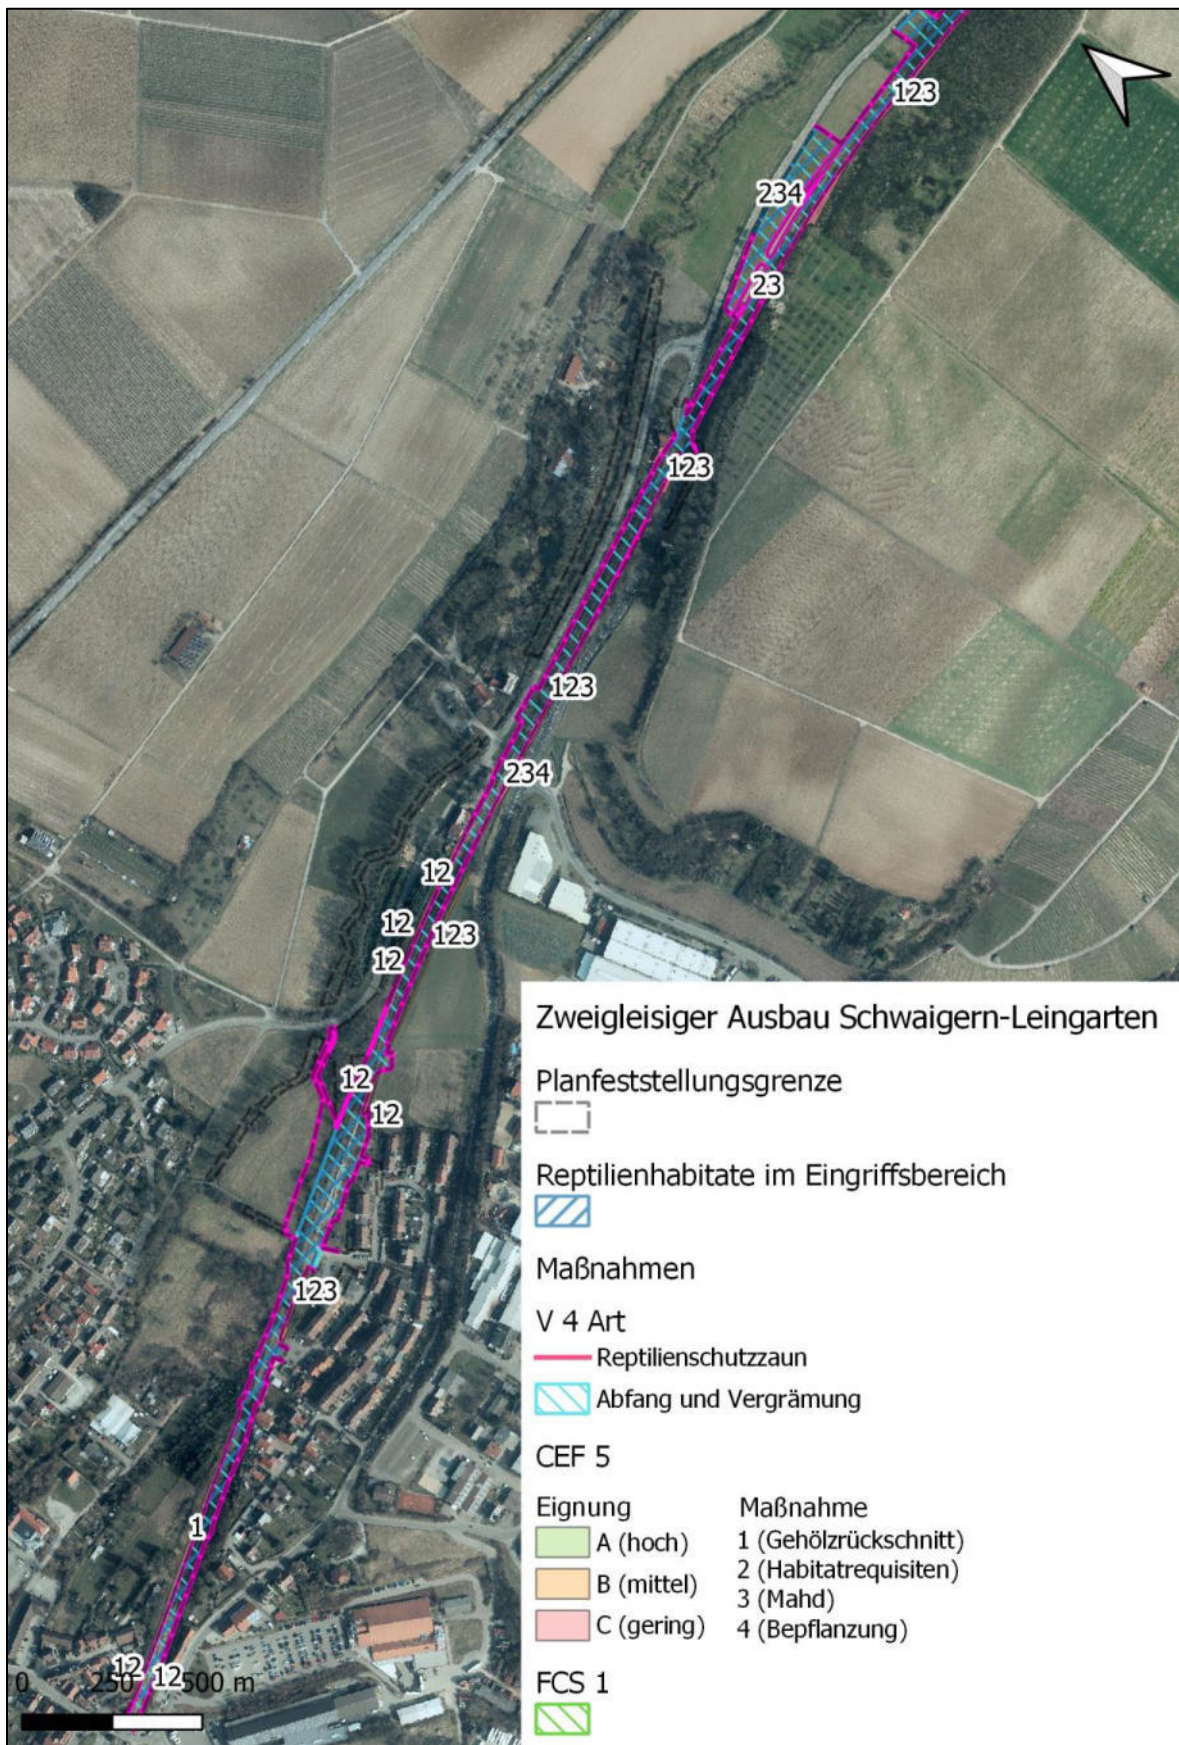 123
234
23
123
123
234
12
12
123
12
12
12
123
1
12
12
0 250 500 m
Zweigleisiger Ausbau Schwaigern-Leingarten
Planfeststellungsgrenze
Reptilienhabitate im Eingriffsbereich
Maßnahmen
V 4 Art
Reptilienschutzzaun
Abfang und Vergrämung
CEF 5
Eignung
A (hoch)
B (mittel)
C (gering)
Maßnahme
1 (Gehölzrückschnitt)
2 (Habitatrequisiten)
3 (Mahd)
4 (Bepflanzung)
FCS 1